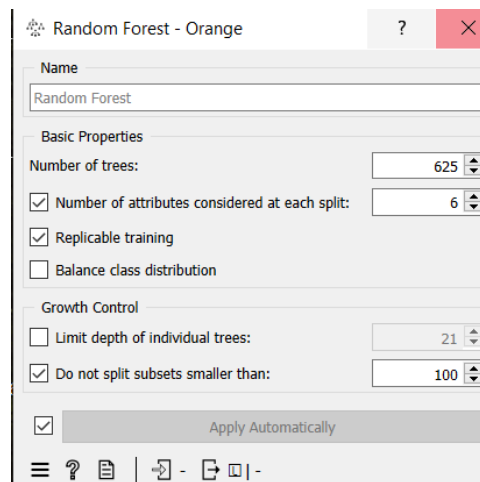 Random Forest - Orange ?
Name
Random Forest
Basic Properties
Number of trees: 625
Number of attributes considered at each split: 6
Replicable training
Balance class distribution
Growth Control
Limit depth of individual trees: 21
Do not split subsets smaller than: 100
Apply Automatically
? - | -